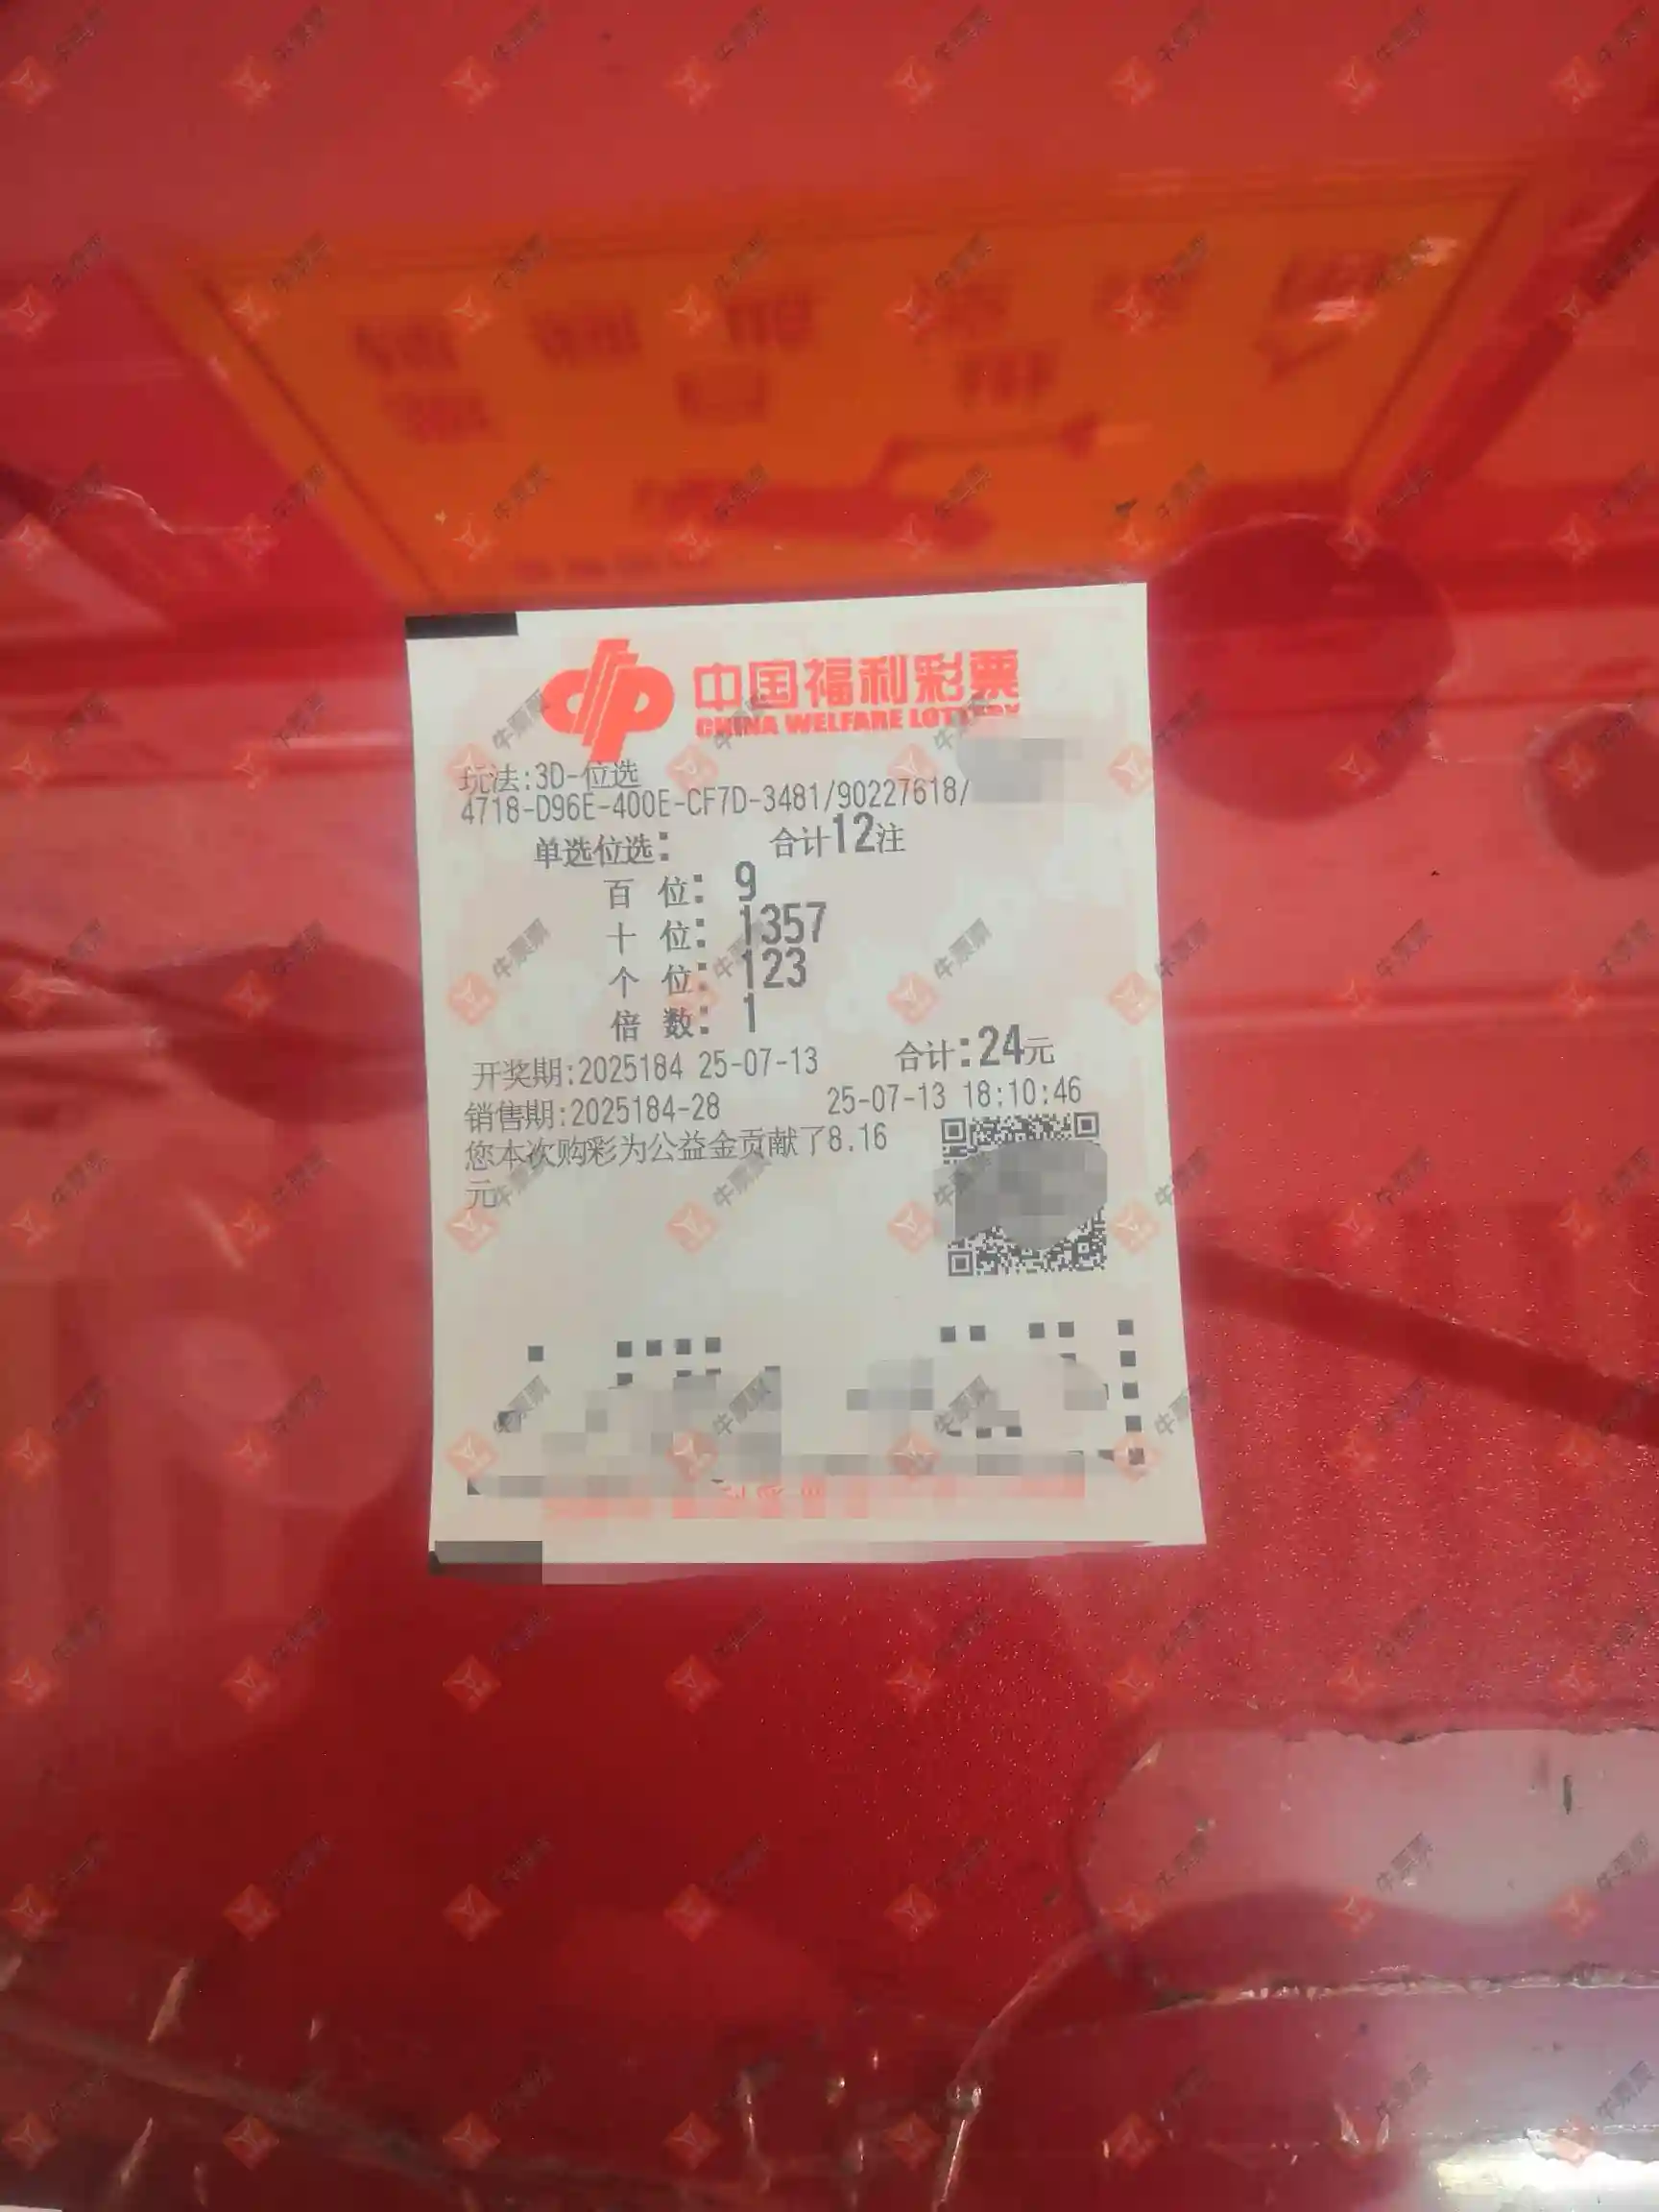 中国福利彩票
CHINA WELFARE LOTTERY
玩法:3D-位选
4718-D96E-400E-CF7D-3481/90227618/
单选位选: 合计12注
百 位: 9
十 位: 1357
个 位: 123
倍 数: 1
开奖期:2025184 25-07-13 合计:24元
销售期:2025184-28 25-07-13 18:10:46
您本次购彩为公益金贡献了8.16
元
牛票票